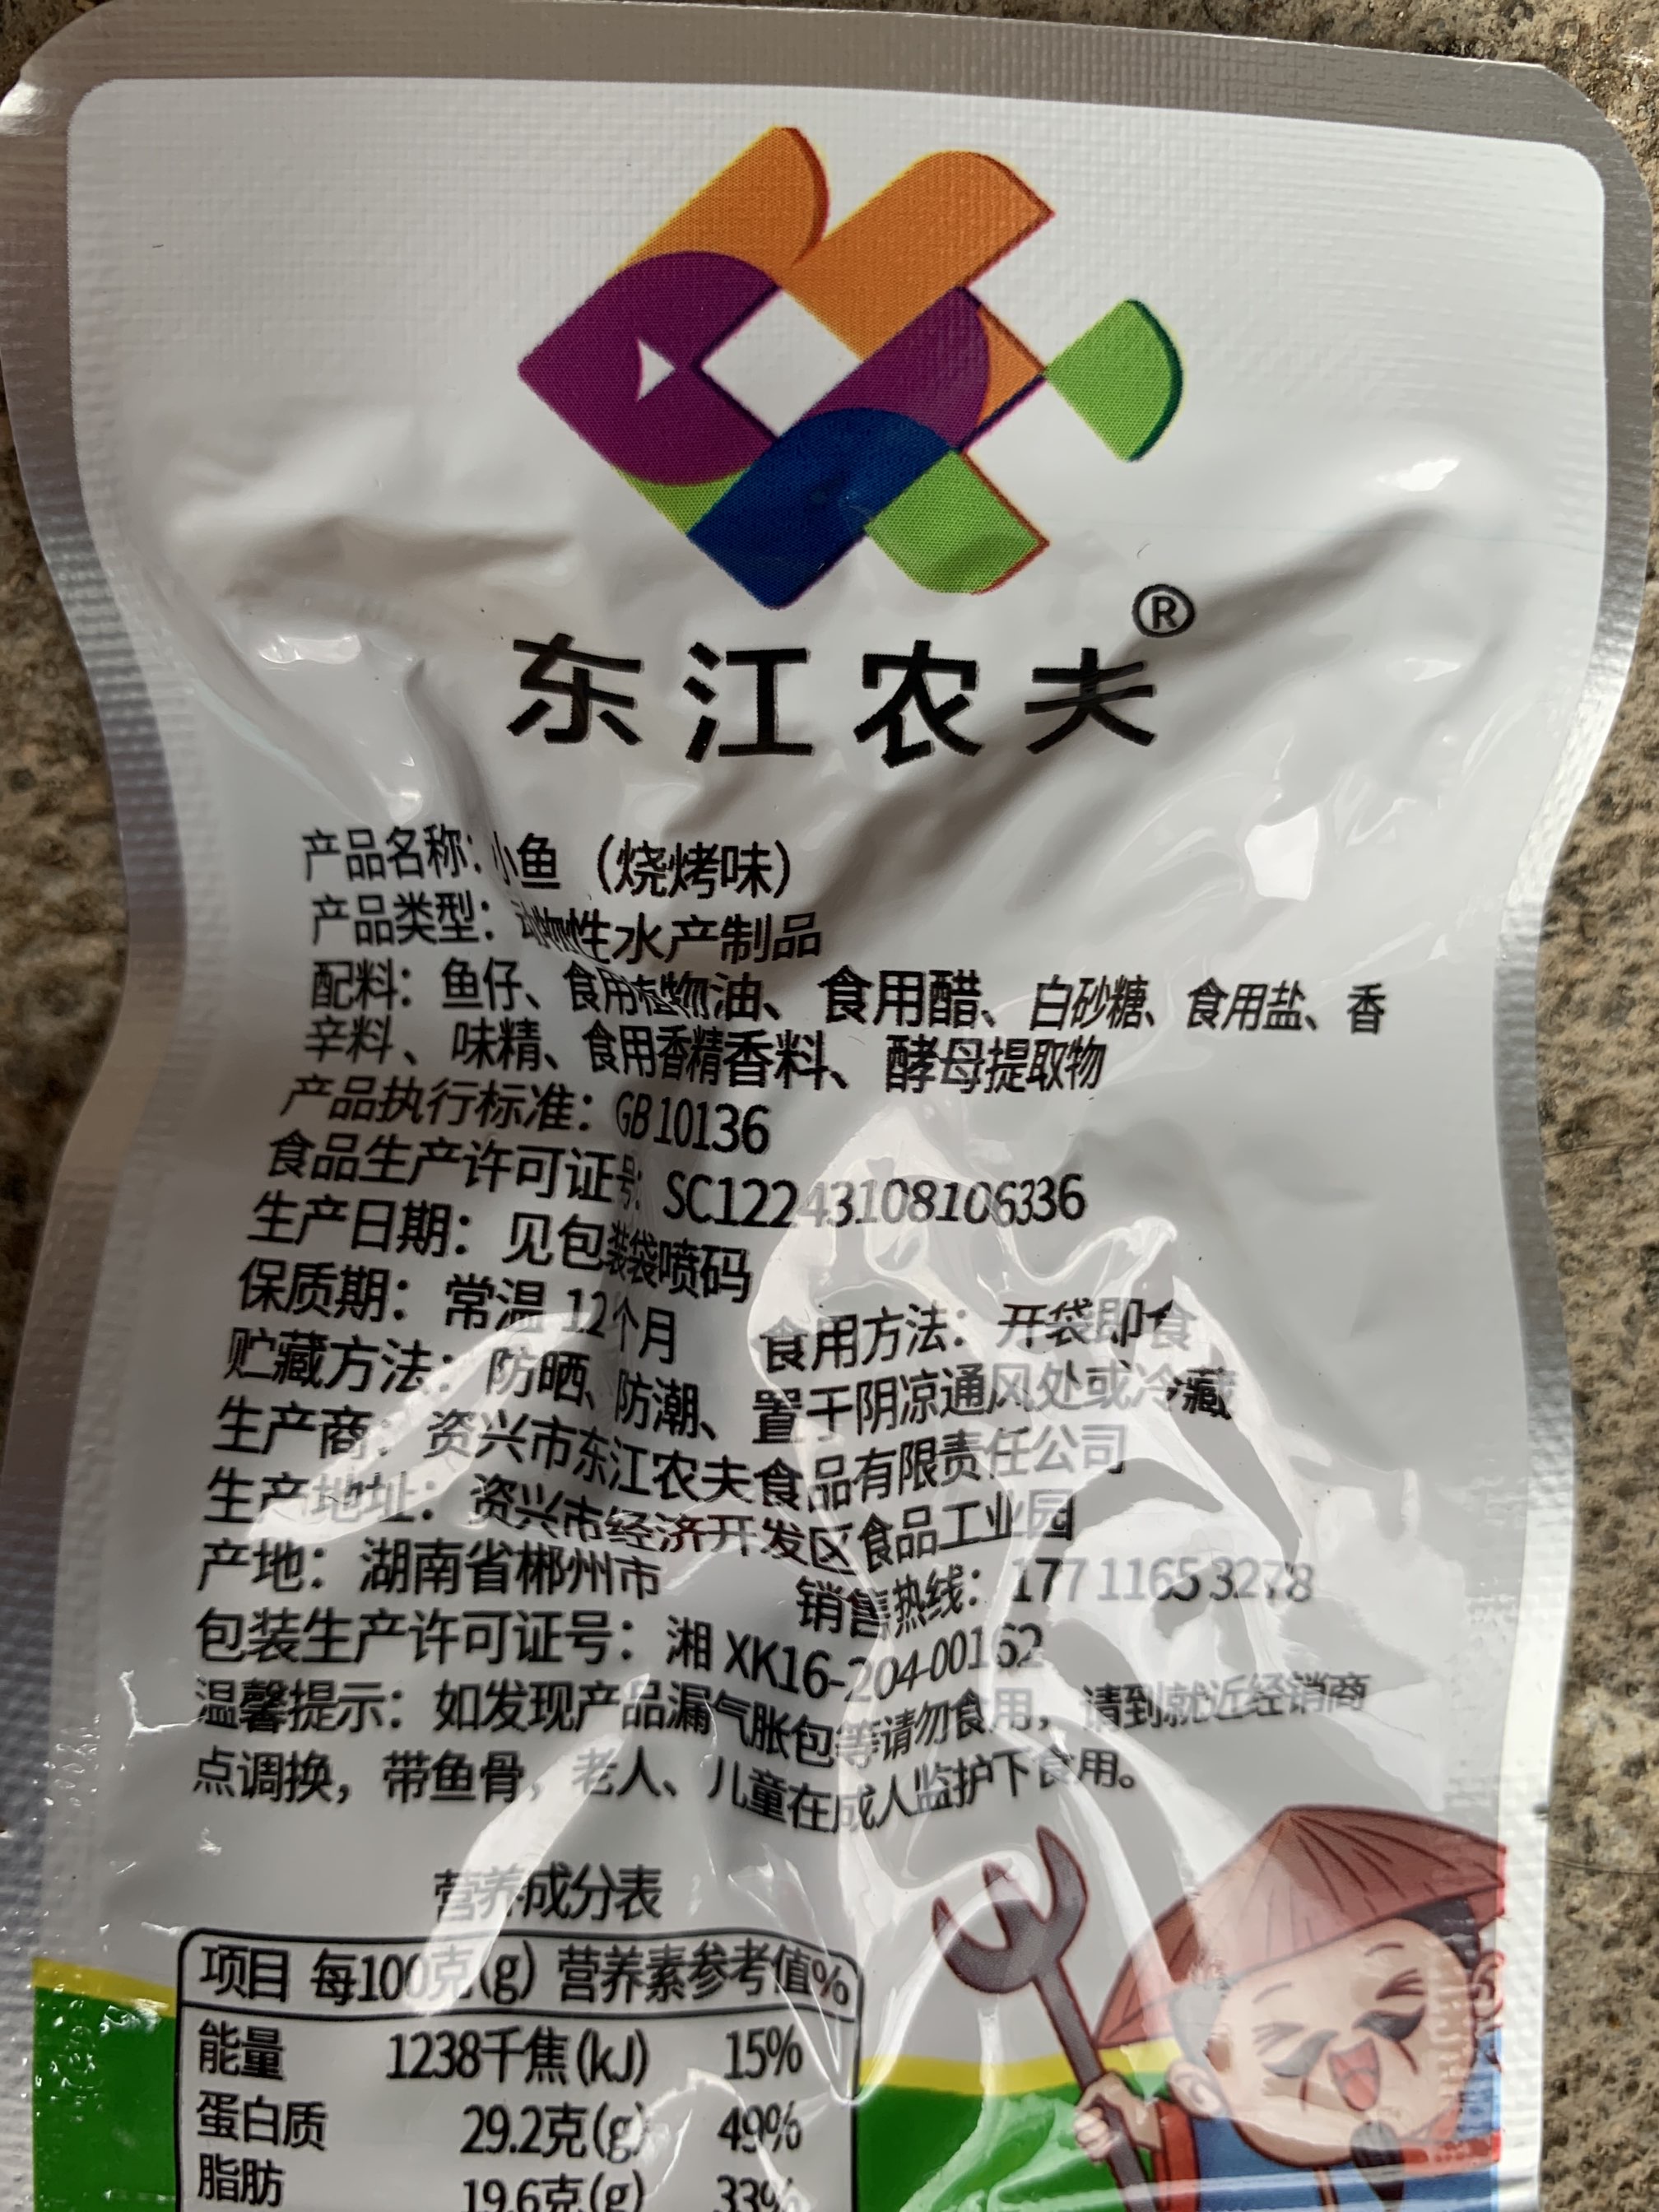 东江农夫®
产品名称：小鱼（烧烤味）
产品类型：动物性水产制品
配料：鱼仔、食用植物油、食用醋、白砂糖、食用盐、香
辛料、味精、食用香精香料、酵母提取物
产品执行标准：GB 10136
食品生产许可证号：SC12243108106336
生产日期：见包装袋喷码
保质期：常温 12个月 食用方法：开袋即食
贮藏方法：防晒、防潮、置于阴凉通风处或冷藏
生产商：资兴市东江农夫食品有限责任公司
生产地址：资兴市经济开发区食品工业园
产地：湖南省郴州市 销售热线：177 1165 3278
包装生产许可证号：湘 XK16-204-00162
温馨提示：如发现产品漏气胀包等请勿食用，请到就近经销商
点调换，带鱼骨，老人、儿童在成人监护下食用。
营养成分表
项目 每100克(g) 营养素参考值%
能量 1238千焦(kJ) 15%
蛋白质 29.2克(g) 49%
脂肪 19.6克(g) 33%